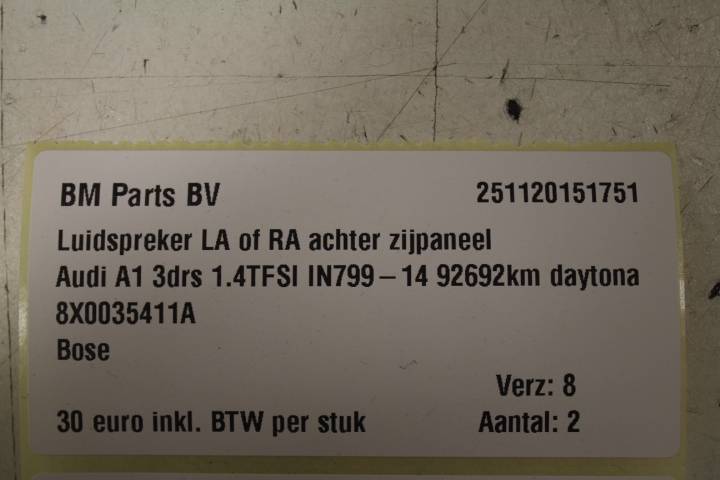 BM Parts BV 251120151751
Luidspreker LA of RA achter zijpaneel
Audi A1 3drs 1.4TFSI IN799-14 92692km daytona
8X0035411A
Bose
Verz: 8
30 euro inkl. BTW per stuk Aantal: 2